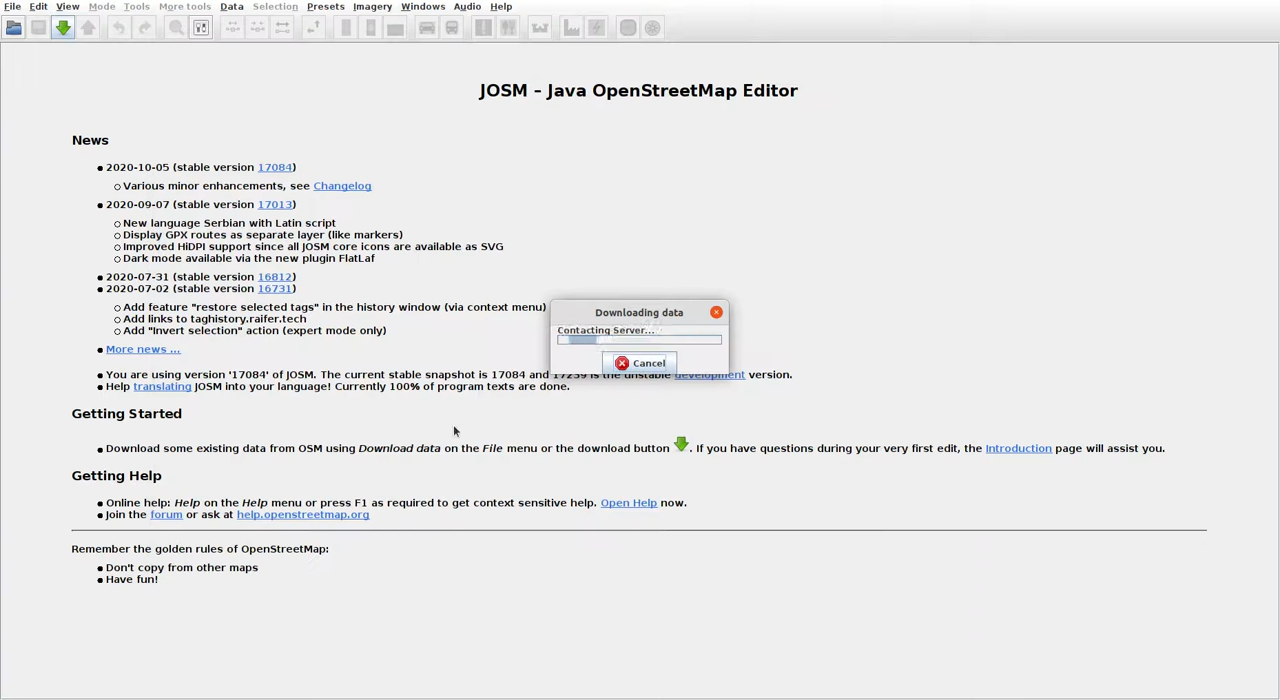 File Edit View Mode Tools More tools Data Selection Presets Imagery Windows Audio Help
JOSM – Java OpenStreetMap Editor
News
2020-10-05 (stable version 17084)
Various minor enhancements, see Changelog
2020-09-07 (stable version 17013)
New language Serbian with Latin script
Display GPX routes as separate layer (like markers)
Improved HiDPI support since all JOSM core icons are available as SVG
Dark mode available via the new plugin FlatLaf
2020-07-31 (stable version 16812)
2020-07-02 (stable version 16731)
Add feature "restore selected tags" in the history window (via context menu)
Add links to taghistory.raifer.tech
Add "Invert selection" action (expert mode only)
More news ...
Downloading data
Contacting Server...
Cancel
You are using version '17084' of JOSM. The current stable snapshot is 17084 and 17239 is the unstable development version.
Help translating JOSM into your language! Currently 100% of program texts are done.
Getting Started
Download some existing data from OSM using Download data on the File menu or the download button . If you have questions during your very first edit, the Introduction page will assist you.
Getting Help
Online help: Help on the Help menu or press F1 as required to get context sensitive help. Open Help now.
Join the forum or ask at help.openstreetmap.org
Remember the golden rules of OpenStreetMap:
Don't copy from other maps
Have fun!